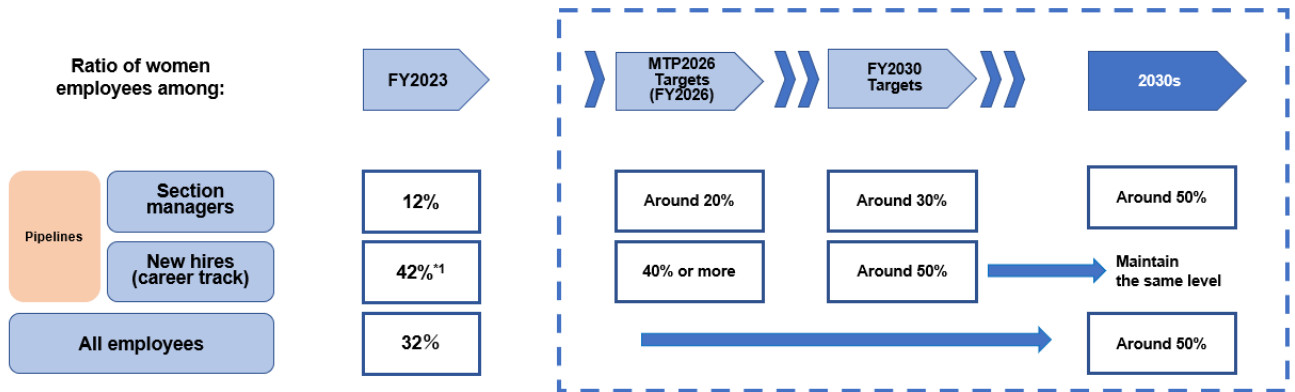 Ratio of women
employees among:
FY2023
MTP2026
Targets
(FY2026)
FY2030
Targets
2030s
Pipelines
Section
managers
12%
Around 20%
Around 30%
Around 50%
New hires
(career track)
42%*1
40% or more
Around 50%
Maintain
the same level
All employees
32%
Around 50%